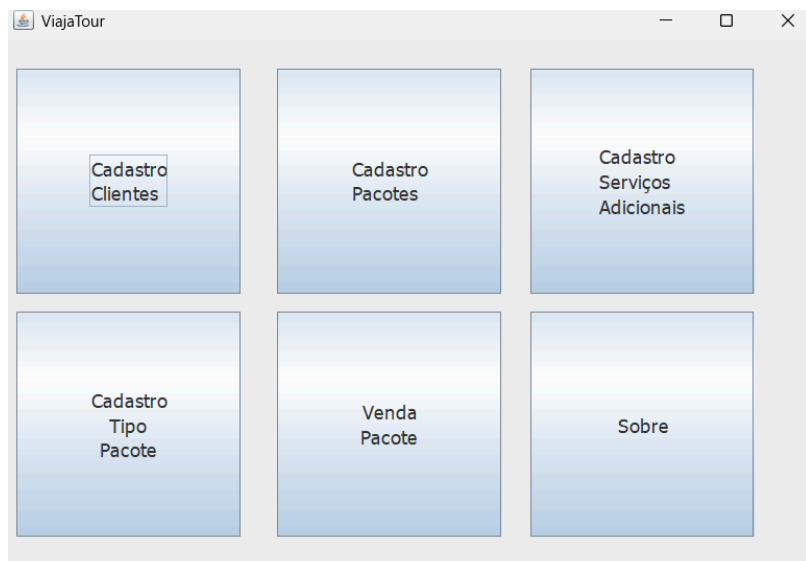 ViajaTour
Cadastro
Clientes
Cadastro
Pacotes
Cadastro
Serviços
Adicionais
Cadastro
Tipo
Pacote
Venda
Pacote
Sobre